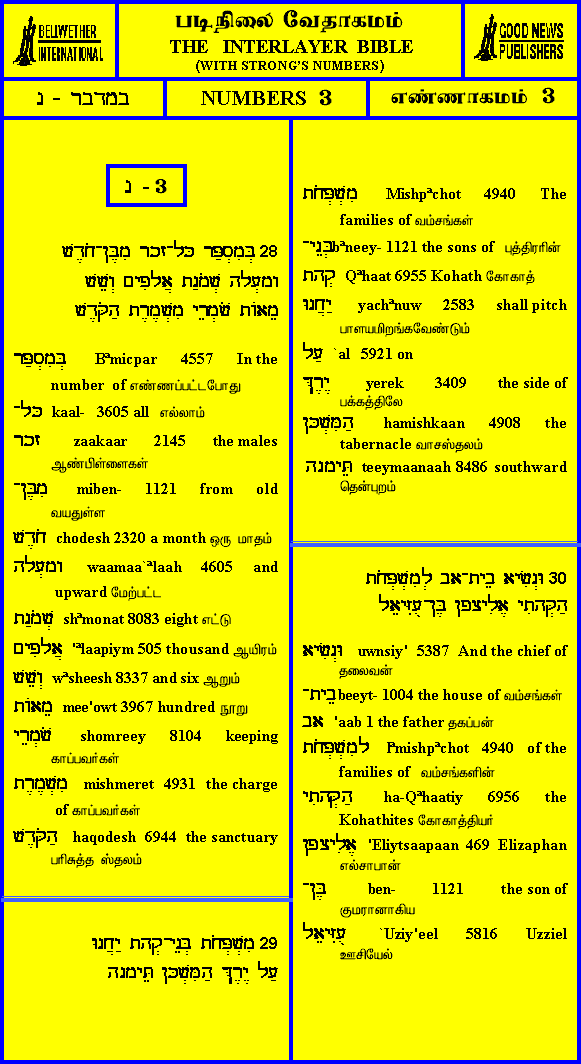 BELLWETHER
INTERNATIONAL
படிநிலை வேதாகமம்
THE INTERLAYER BIBLE
(WITH STRONG'S NUMBERS)
GOOD NEWS
PUBLISHERS
במדבר - נ
NUMBERS 3
எண்ணாகமம் 3
נ - 3
28 בְּמִסְפַּר כׇּל־זׇכׇר מִבֶּן־חֹדֶשׁ
וׇמַעְלׇה שְׁמֹנַת אֲלׇפִים וְשֵׁשׁ
מֵאוֹת שֹׁמְרֵי מִשְׁמֶרֶת הַקֹּדֶשׁ
בְּמִסְפַּר Bᵃmicpar 4557 In the
number of எண்ணப்பட்டபோது
כׇּל־ kaal- 3605 all எல்லாம்
זׇכׇר zaakaar 2145 the males
ஆண்பிள்ளைகள்
מִבֶּן־ miben- 1121 from old
வயதுள்ள
חֹדֶשׁ chodesh 2320 a month ஒரு மாதம்
וׇמַעְלׇה waamaa`ᵃlaah 4605 and
upward மேற்பட்ட
שְׁמֹנַת shᵃmonat 8083 eight எட்டு
אֲלׇפִים 'ᵃlaapiym 505 thousand ஆயிரம்
וְשֵׁשׁ wᵃsheesh 8337 and six ஆறும்
מֵאוֹת mee'owt 3967 hundred நூறு
שֹׁמְרֵי shomreey 8104 keeping
காப்பவர்கள்
מִשְׁמֶרֶת mishmeret 4931 the charge
of காப்பவர்கள்
הַקֹּדֶשׁ haqodesh 6944 the sanctuary
பரிசுத்த ஸ்தலம்
29 מִשְׁפְּחֹת בְּנֵי־קְהׇת יַחֲנוּ
עַל יֶרֶךְ הַמִּשְׁכׇּן תֵּימׇנׇה
מִשְׁפְּחֹת Mishpᵃchot 4940 The
families of வம்சங்கள்
בְּנֵי־ bᵃneey- 1121 the sons of புத்திரரின்
קְהׇת Qᵃhaat 6955 Kohath கோகாத்
יַחֲנוּ yachᵃnuw 2583 shall pitch
பாளயமிறங்கவேண்டும்
עַל `al 5921 on
יֶרֶךְ yerek 3409 the side of
பக்கத்திலே
הַמִּשְׁכׇּן hamishkaan 4908 the
tabernacle வாசஸ்தலம்
תֵּימׇנׇה teeymaanaah 8486 southward
தென்புறம்
30 וּנְשִׂיא בֵית־אׇב לְמִשְׁפְּחֹת
הַקְּהׇתִי אֱלִיצׇפׇן בֶּן־עֻזִּיאֵל
וּנְשִׂיא uwnsiy' 5387 And the chief of
தலைவன்
בֵית־ beeyt- 1004 the house of வம்சங்கள்
אׇב 'aab 1 the father தகப்பன்
לְמִשְׁפְּחֹת lᵃmishpᵃchot 4940 of the
families of வம்சங்களின்
הַקְּהׇתִי ha-Qᵃhaatiy 6956 the
Kohathites கோகாத்தியர்
אֱלִיצׇפׇן 'Eliytsaapaan 469 Elizaphan
எல்சாபான்
בֶּן־ ben- 1121 the son of
குமாரனாகிய
עֻזִּיאֵל `Uziy'eel 5816 Uzziel
ஊசியேல்